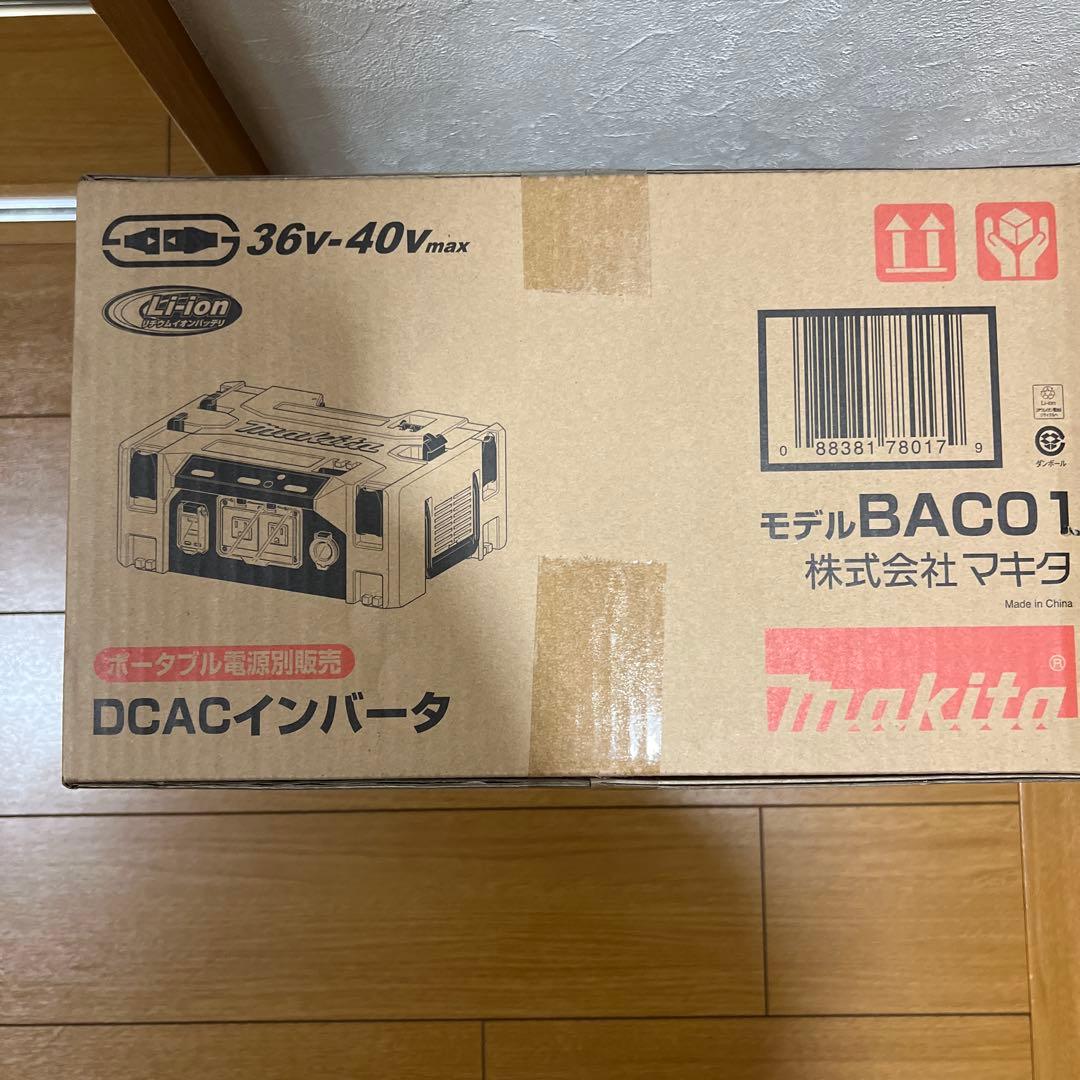 36V-40Vmax
Li-ion
リチウムイオンバッテリ
makita
0 88381 78017 9
Li-ion
ダンボール
モデルBAC01
株式会社マキタ
Made in China
ポータブル電源別販売
DCACインバータ
makita®